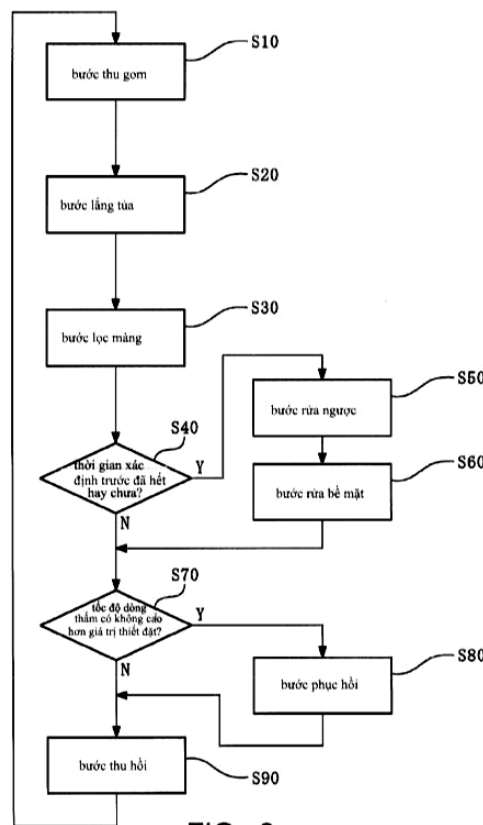 S10
bước thu gom
S20
bước lắng tủa
S30
bước lọc màng
S40
thời gian xác
định trước đã hết
hay chưa?
Y
N
S50
bước rửa ngược
S60
bước rửa bề mặt
S70
tốc độ dòng
thấm có không cao
hơn giá trị thiết đặt?
Y
N
S80
bước phục hồi
bước thu hồi
S90